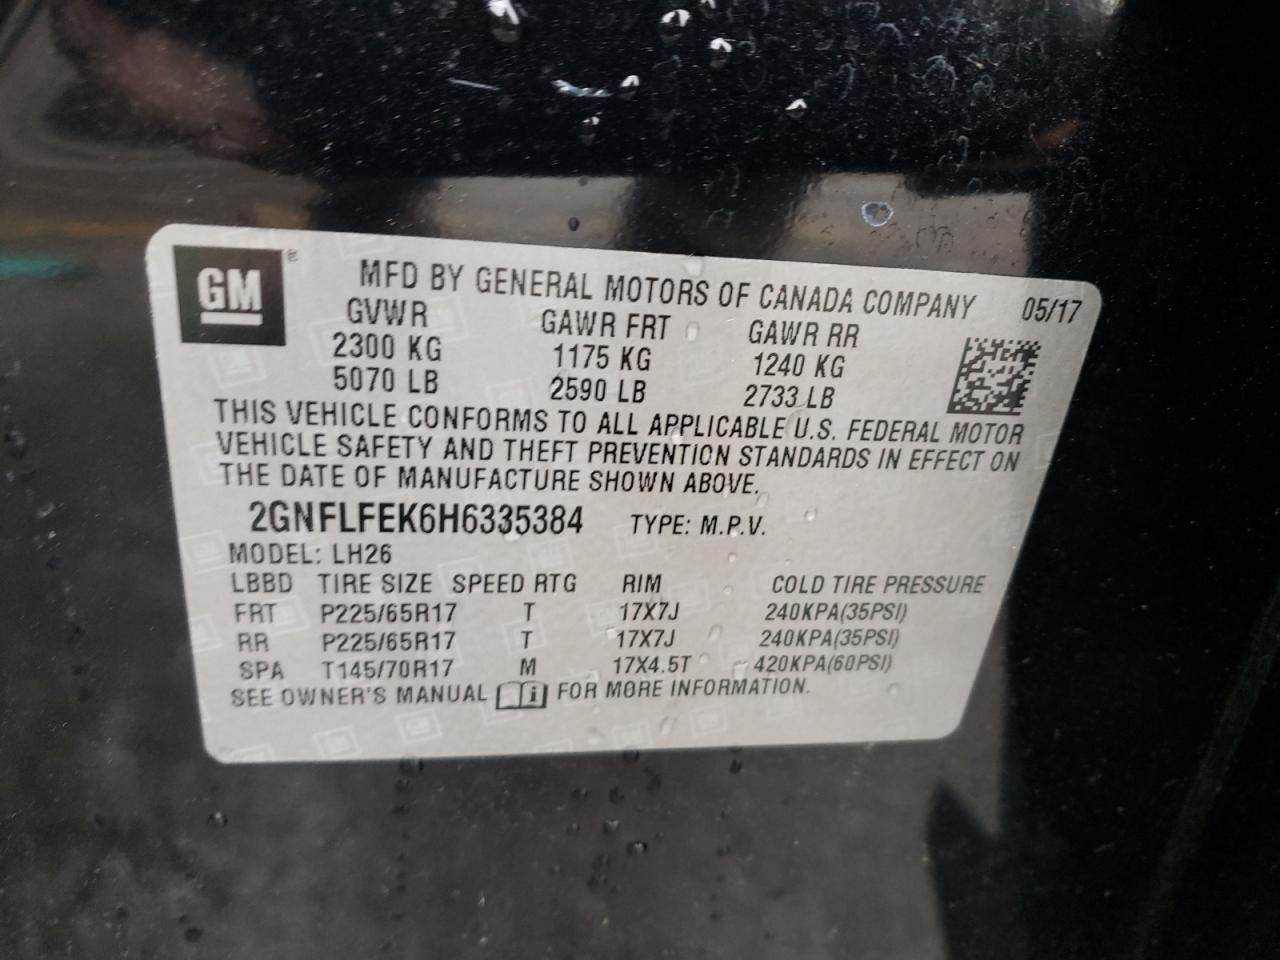 GM
MFD BY GENERAL MOTORS OF CANADA COMPANY 05/17
GVWR GAWR FRT GAWR RR
2300 KG 1175 KG 1240 KG
5070 LB 2590 LB 2733 LB
THIS VEHICLE CONFORMS TO ALL APPLICABLE U.S. FEDERAL MOTOR
VEHICLE SAFETY AND THEFT PREVENTION STANDARDS IN EFFECT ON
THE DATE OF MANUFACTURE SHOWN ABOVE.
2GNFLFEK6H6335384 TYPE: M.P.V.
MODEL: LH26
LBBD TIRE SIZE SPEED RTG RIM COLD TIRE PRESSURE
FRT P225/65R17 T 17X7J 240KPA(35PSI)
RR P225/65R17 T 17X7J 240KPA(35PSI)
SPA T145/70R17 M 17X4.5T 420KPA(60PSI)
SEE OWNER'S MANUAL i FOR MORE INFORMATION.